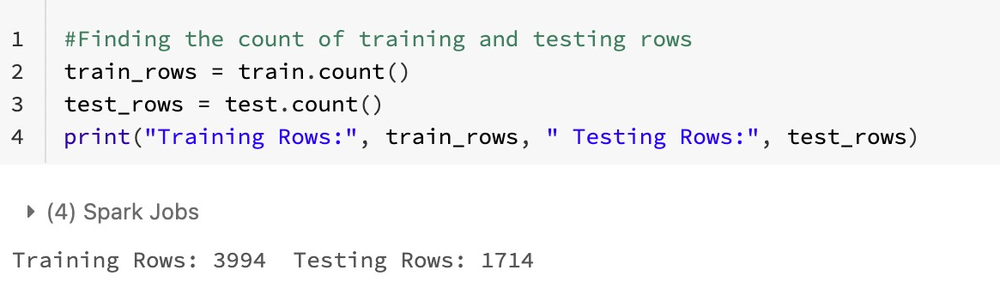 1 #Finding the count of training and testing rows
2 train_rows = train.count()
3 test_rows = test.count()
4 print("Training Rows:", train_rows, " Testing Rows:", test_rows)
(4) Spark Jobs
Training Rows: 3994  Testing Rows: 1714